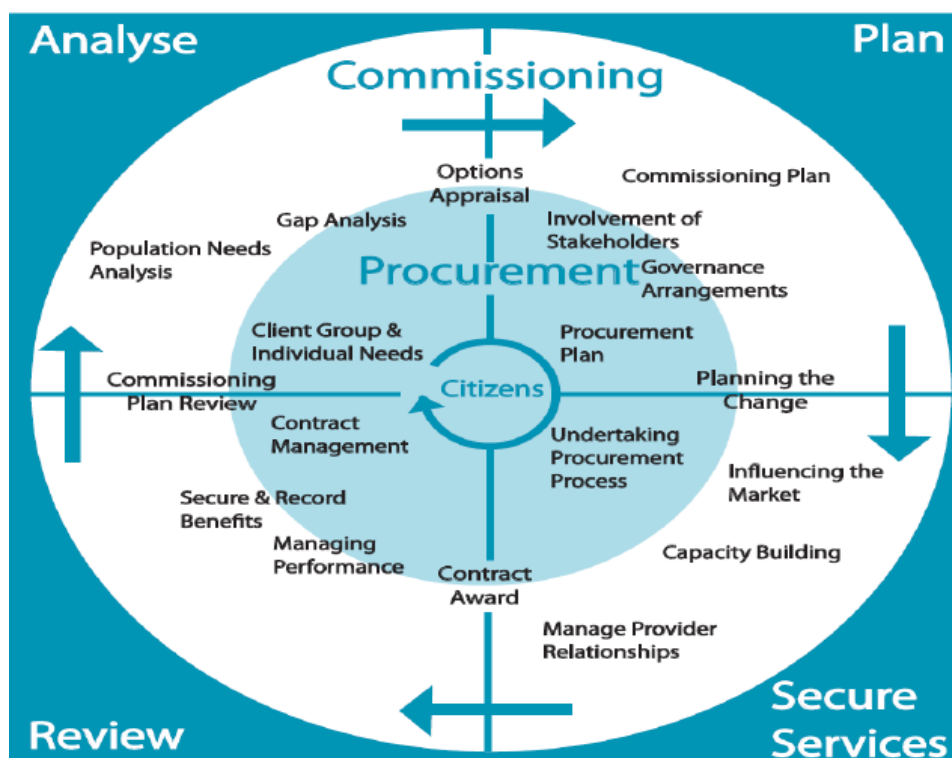 Analyse
Plan
Commissioning
Options
Appraisal
Commissioning Plan
Gap Analysis
Involvement of
Stakeholders
Population Needs
Analysis
Procurement
Governance
Arrangements
Client Group &
Individual Needs
Procurement
Plan
Commissioning
Plan Review
Citizens
Planning the
Change
Contract
Management
Undertaking
Procurement
Process
Influencing the
Market
Secure & Record
Benefits
Managing
Performance
Capacity Building
Contract
Award
Manage Provider
Relationships
Review
Secure
Services